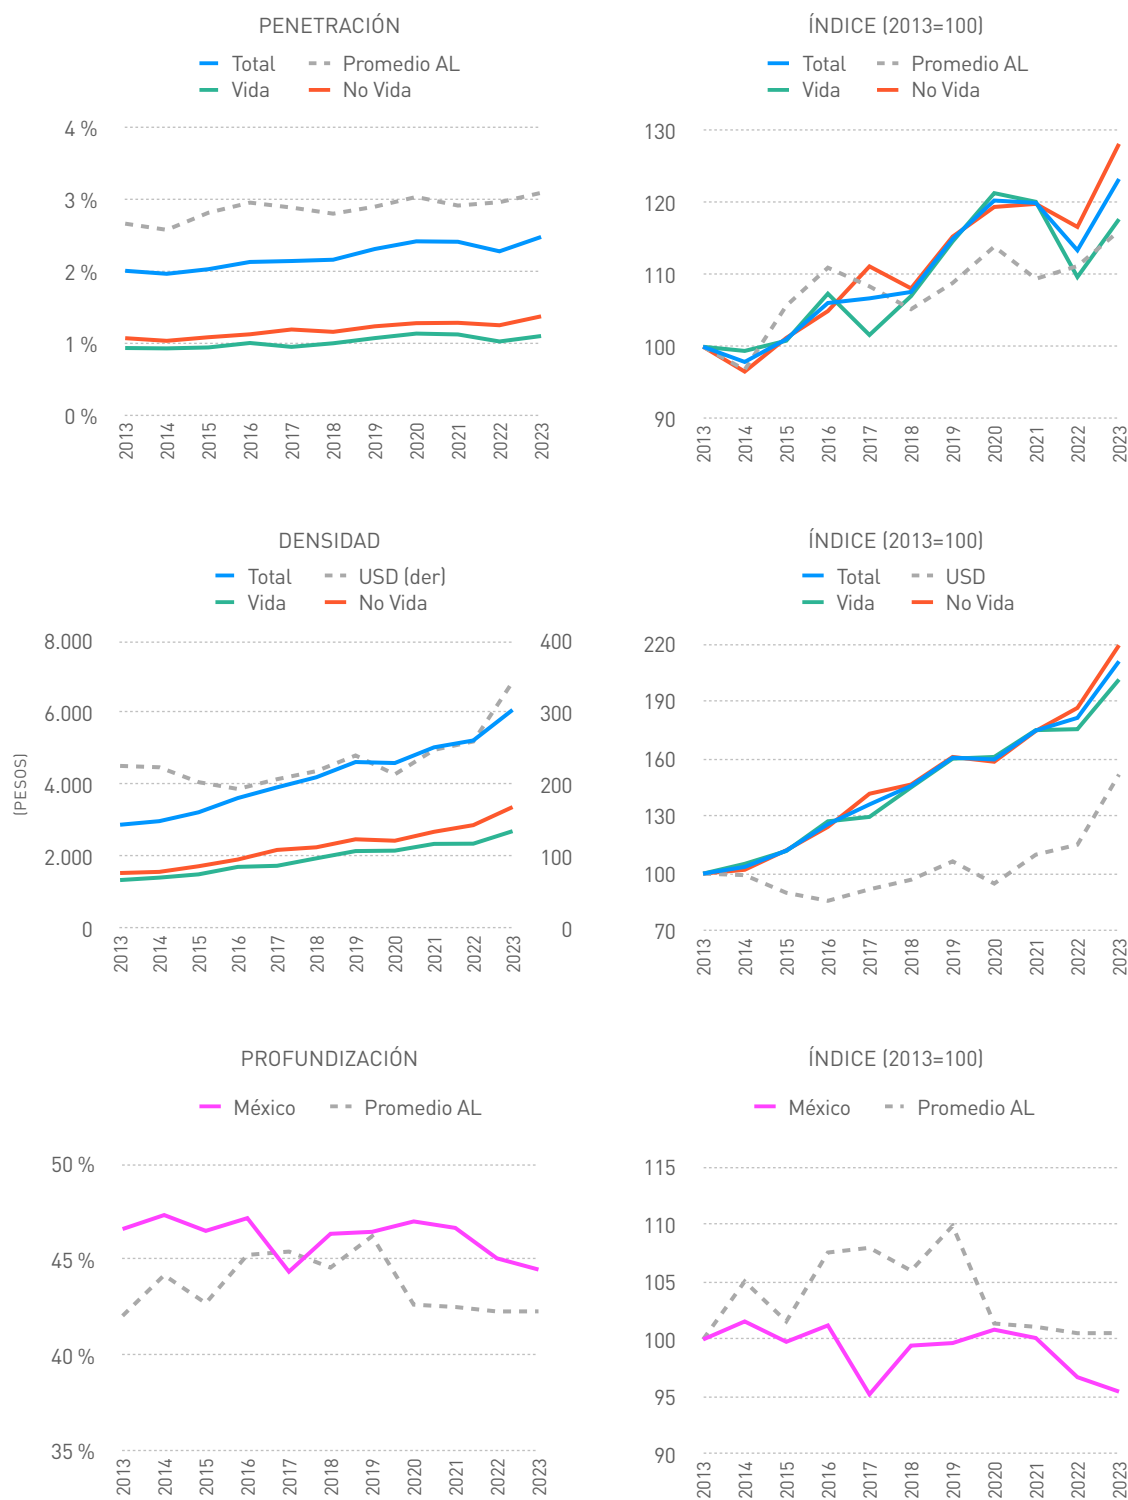 PENETRACIÓN
Total Promedio AL
Vida No Vida
4 %
3 %
2 %
1 %
0 %
2013 2014 2015 2016 2017 2018 2019 2020 2021 2022 2023
ÍNDICE (2013=100)
Total Promedio AL
Vida No Vida
130
120
110
100
90
2013 2014 2015 2016 2017 2018 2019 2020 2021 2022 2023
DENSIDAD
Total USD (der)
Vida No Vida
(PESOS)
8.000 400
6.000 300
4.000 200
2.000 100
0 0
2013 2014 2015 2016 2017 2018 2019 2020 2021 2022 2023
ÍNDICE (2013=100)
Total USD
Vida No Vida
220
190
160
130
100
70
2013 2014 2015 2016 2017 2018 2019 2020 2021 2022 2023
PROFUNDIZACIÓN
México Promedio AL
50 %
45 %
40 %
35 %
2013 2014 2015 2016 2017 2018 2019 2020 2021 2022 2023
ÍNDICE (2013=100)
México Promedio AL
115
110
105
100
95
90
2013 2014 2015 2016 2017 2018 2019 2020 2021 2022 2023